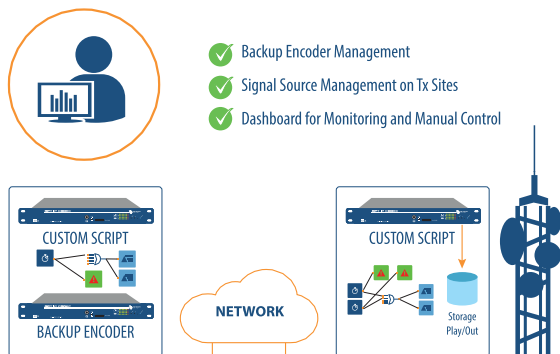 Backup Encoder Management
Signal Source Management on Tx Sites
Dashboard for Monitoring and Manual Control
CUSTOM SCRIPT
BACKUP ENCODER
NETWORK
CUSTOM SCRIPT
Storage
Play/Out